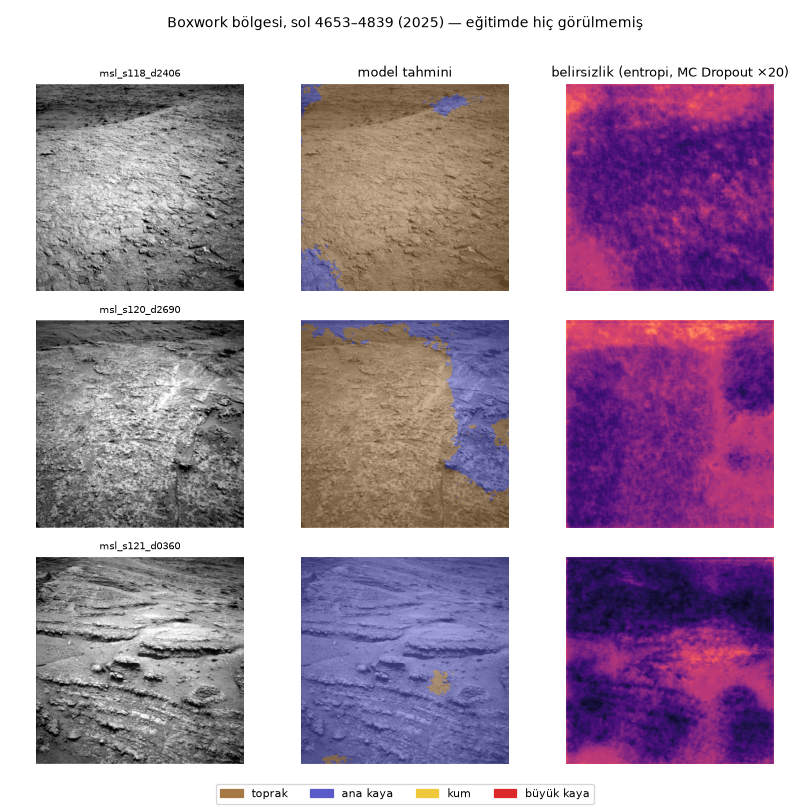 Boxwork bölgesi, sol 4653–4839 (2025) — eğitimde hiç görülmemiş
msl_s118_d2406
model tahmini
belirsizlik (entropi, MC Dropout ×20)
msl_s120_d2690
msl_s121_d0360
toprak
ana kaya
kum
büyük kaya